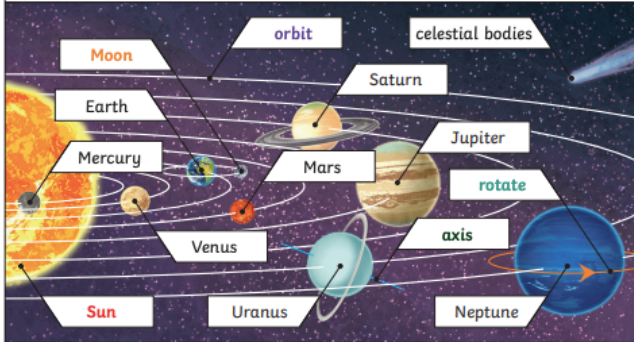 orbit
celestial bodies
Moon
Saturn
Earth
Jupiter
Mercury
Mars
rotate
Venus
axis
Sun
Uranus
Neptune